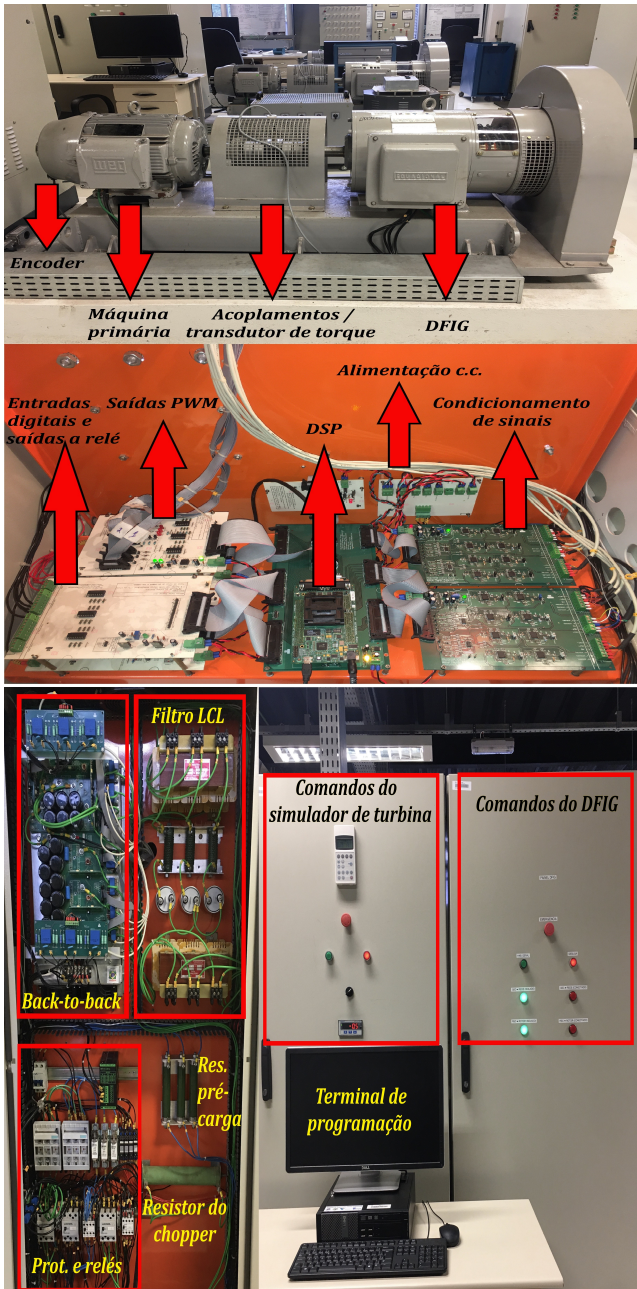 WEG
Encoder
Máquina
primária
Acoplamentos /
transdutor de torque
DFIG
Alimentação c.c.
Entradas
digitais e
saídas a relé
Saídas PWM
DSP
Condicionamento
de sinais
Filtro LCL
Back-to-back
Comandos do
simulador de turbina
Comandos do DFIG
Res.
pré-
carga
Terminal de
programação
Resistor do
chopper
Prot. e relés
DELL